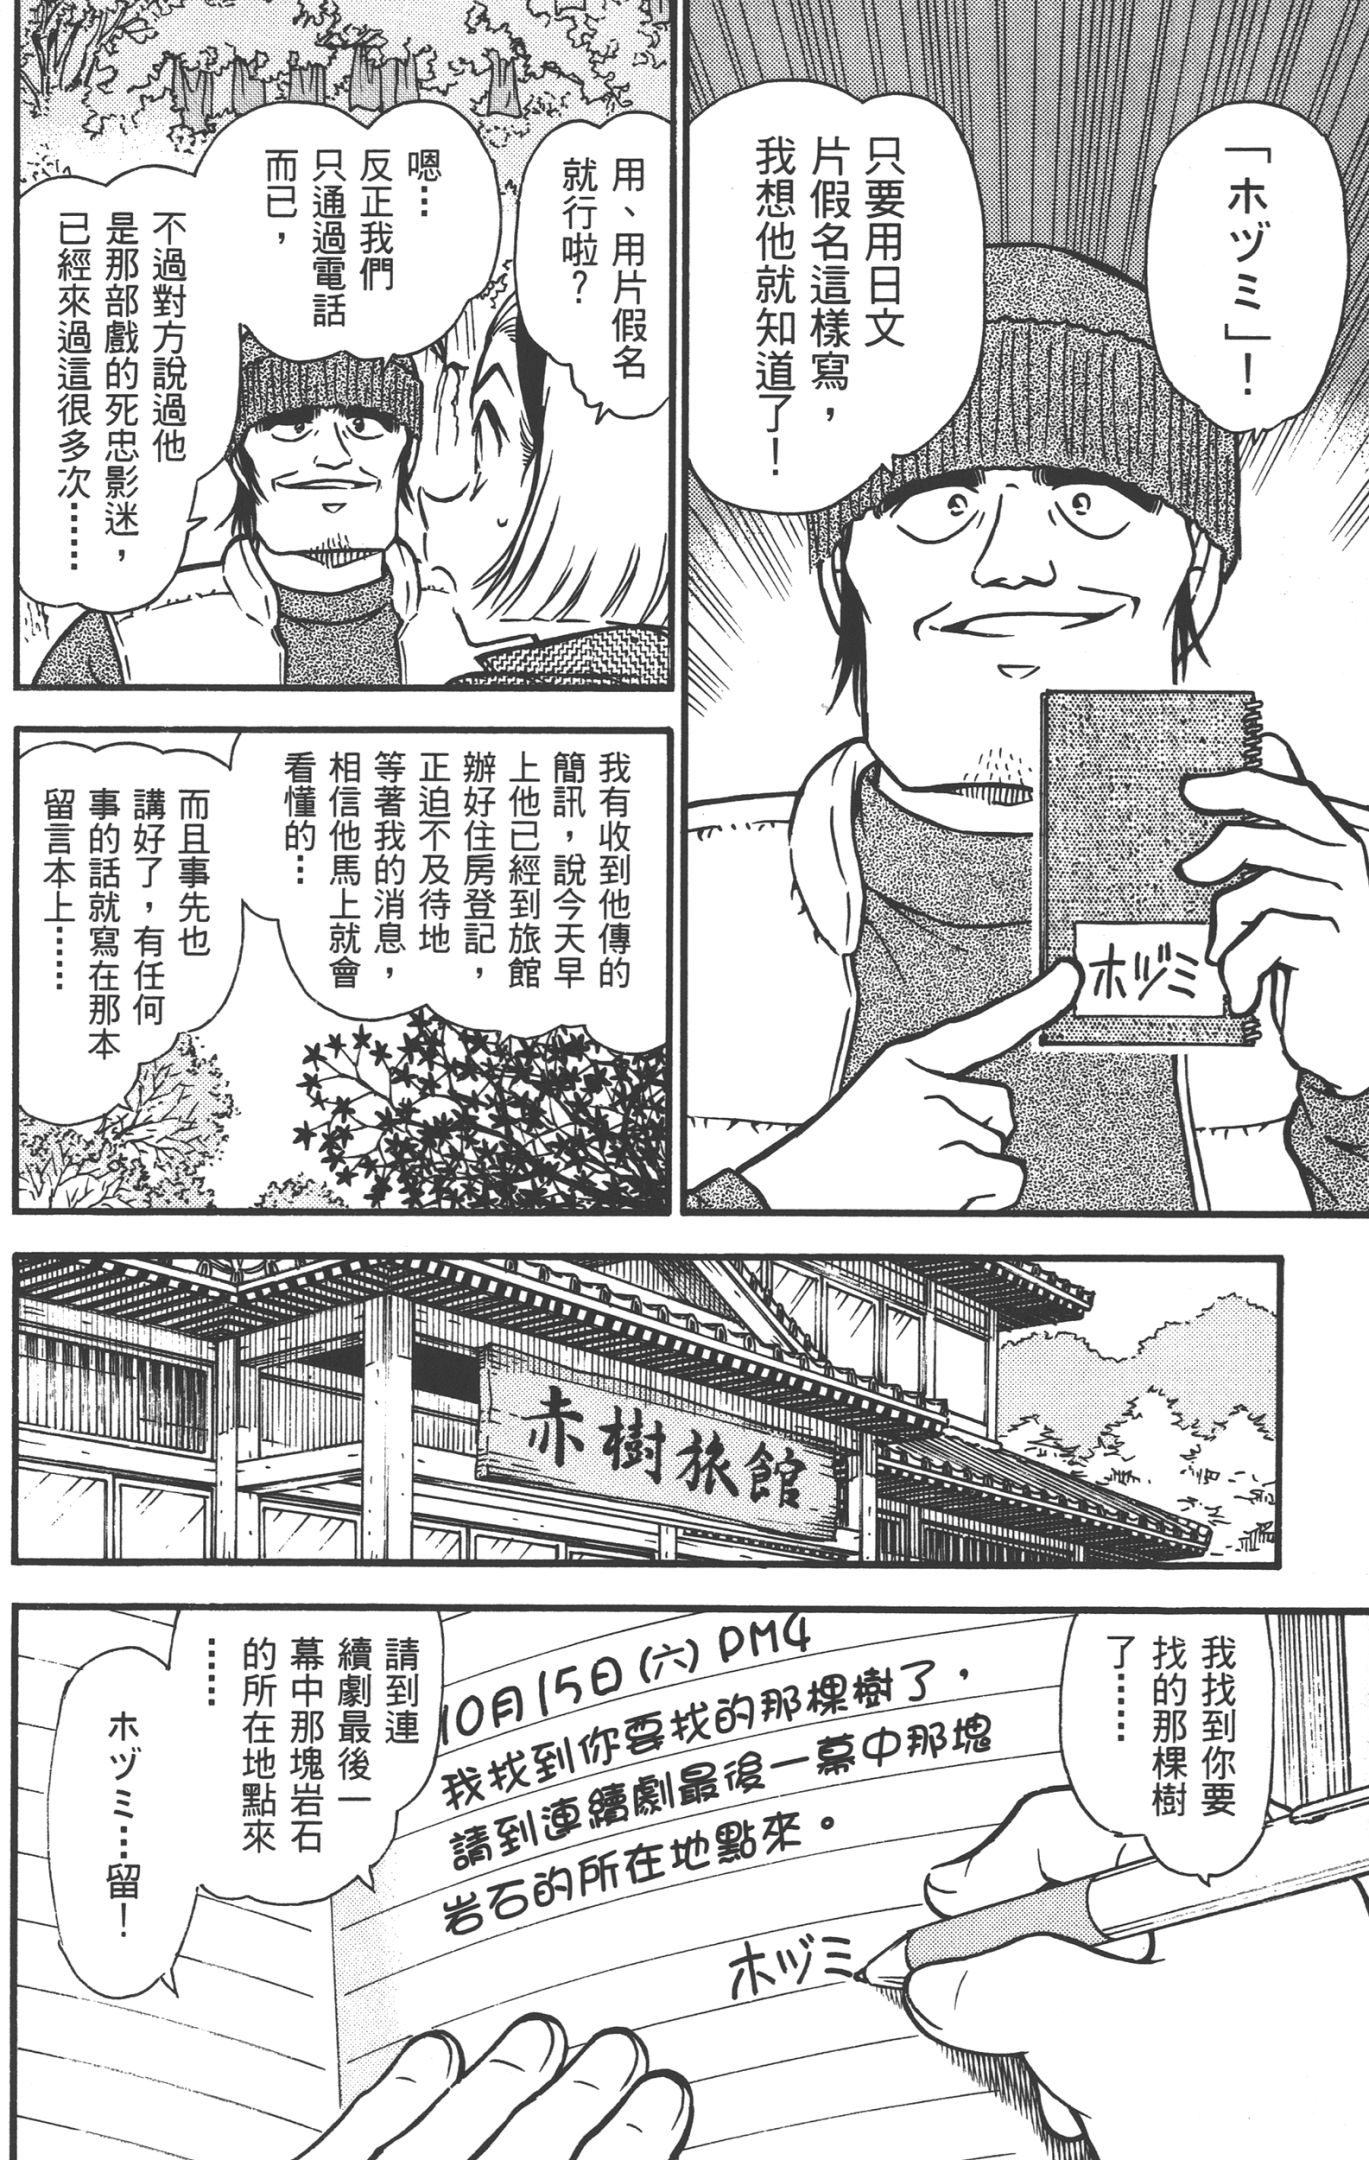 「ホヅミ」！
只要用日文
片假名這樣寫，
我想他就知道了！
ホヅミ
用、用片假名
就行啦？
嗯…
反正我們
只通過電話
而已，
不過對方說過他
是那部戲的死忠影迷，
已經來過這很多次……
我有收到他傳的
簡訊，說今天早
上他已經到旅館
辦好住房登記，
正迫不及待地
等著我的消息，
相信他馬上就會
看懂的…
而且事先也
講好了，有任何
事的話就寫在那本
留言本上……
赤樹旅館
我找到你要
找的那棵樹
了……
10月15日(六) PM4
我找到你要找的那棵樹了，
請到連續劇最後一幕中那塊
岩石的所在地點來。
ホヅミ
請到連
續劇最後一
幕中那塊岩石
的所在地點來
……
ホヅミ…留！